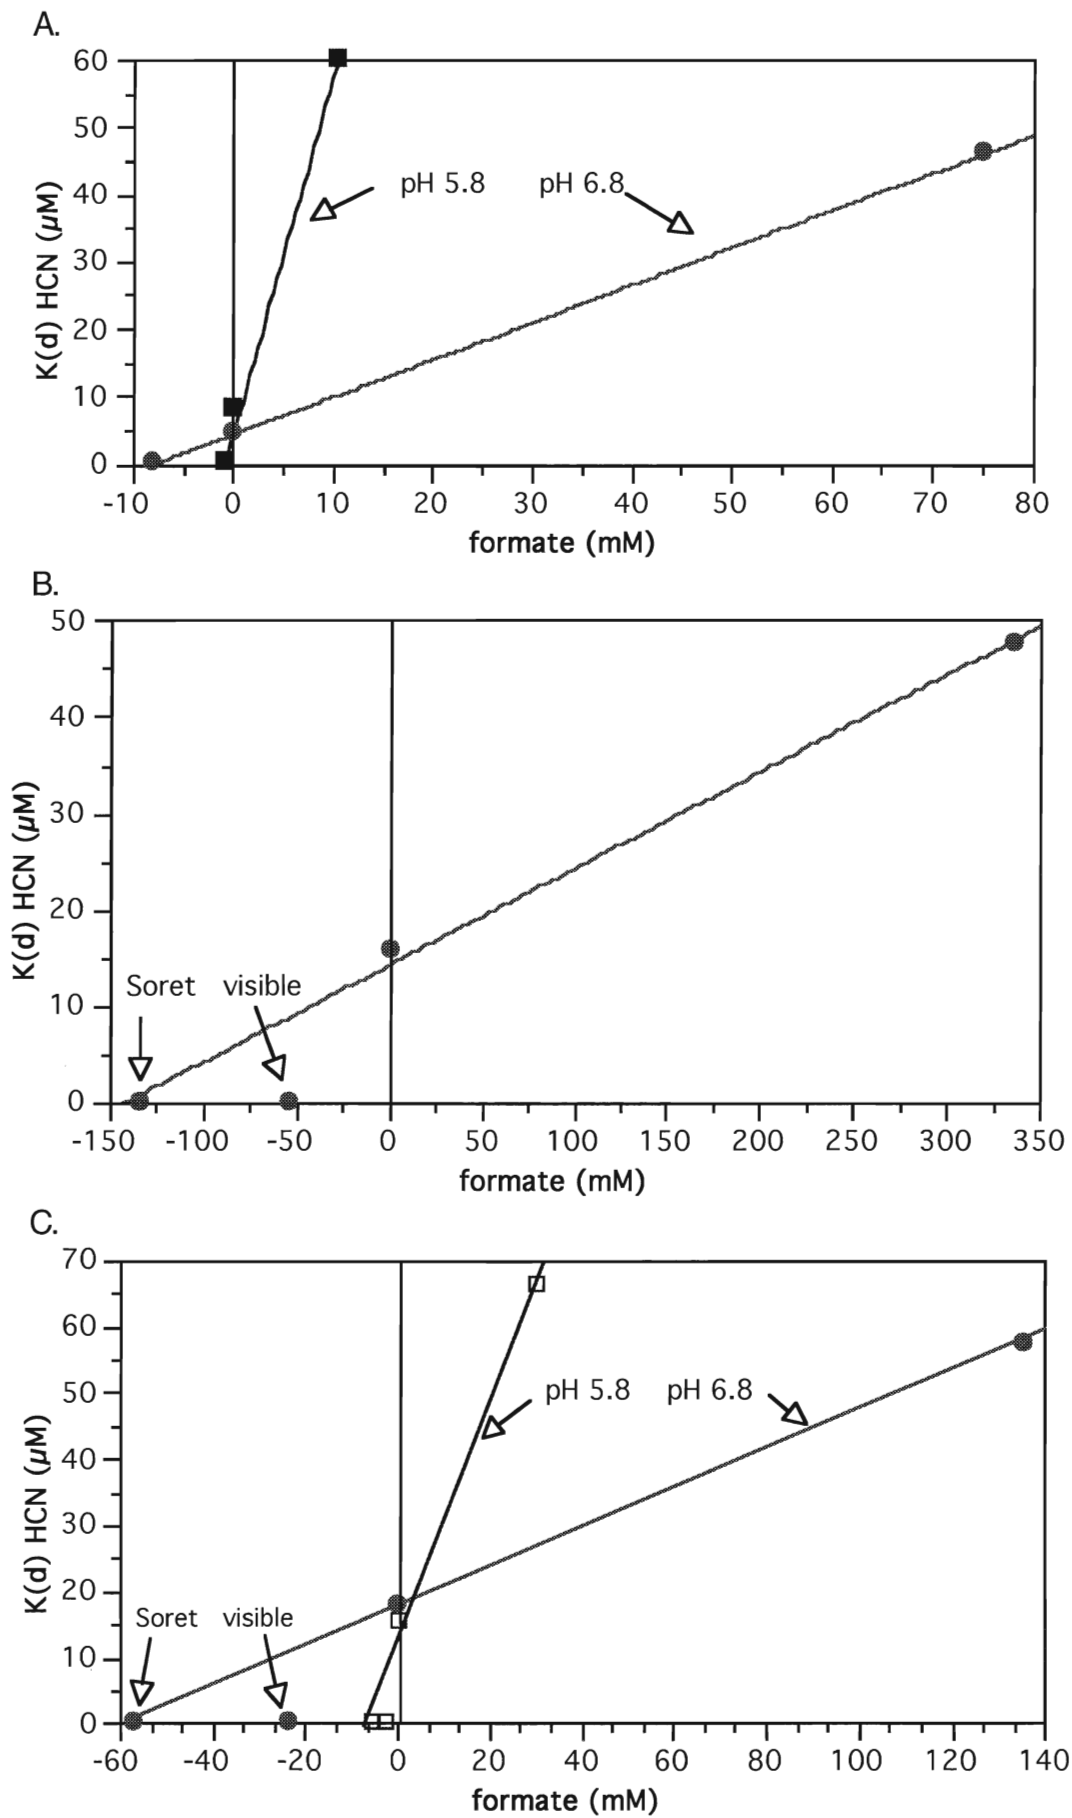 A.
60
50
40
30
20
10
0
K(d) HCN (µM)
pH 5.8 pH 6.8
-10 0 10 20 30 40 50 60 70 80
formate (mM)
B.
50
40
30
20
10
0
K(d) HCN (µM)
Soret visible
-150 -100 -50 0 50 100 150 200 250 300 350
formate (mM)
C.
70
60
50
40
30
20
10
0
K(d) HCN (µM)
pH 5.8 pH 6.8
Soret visible
-60 -40 -20 0 20 40 60 80 100 120 140
formate (mM)